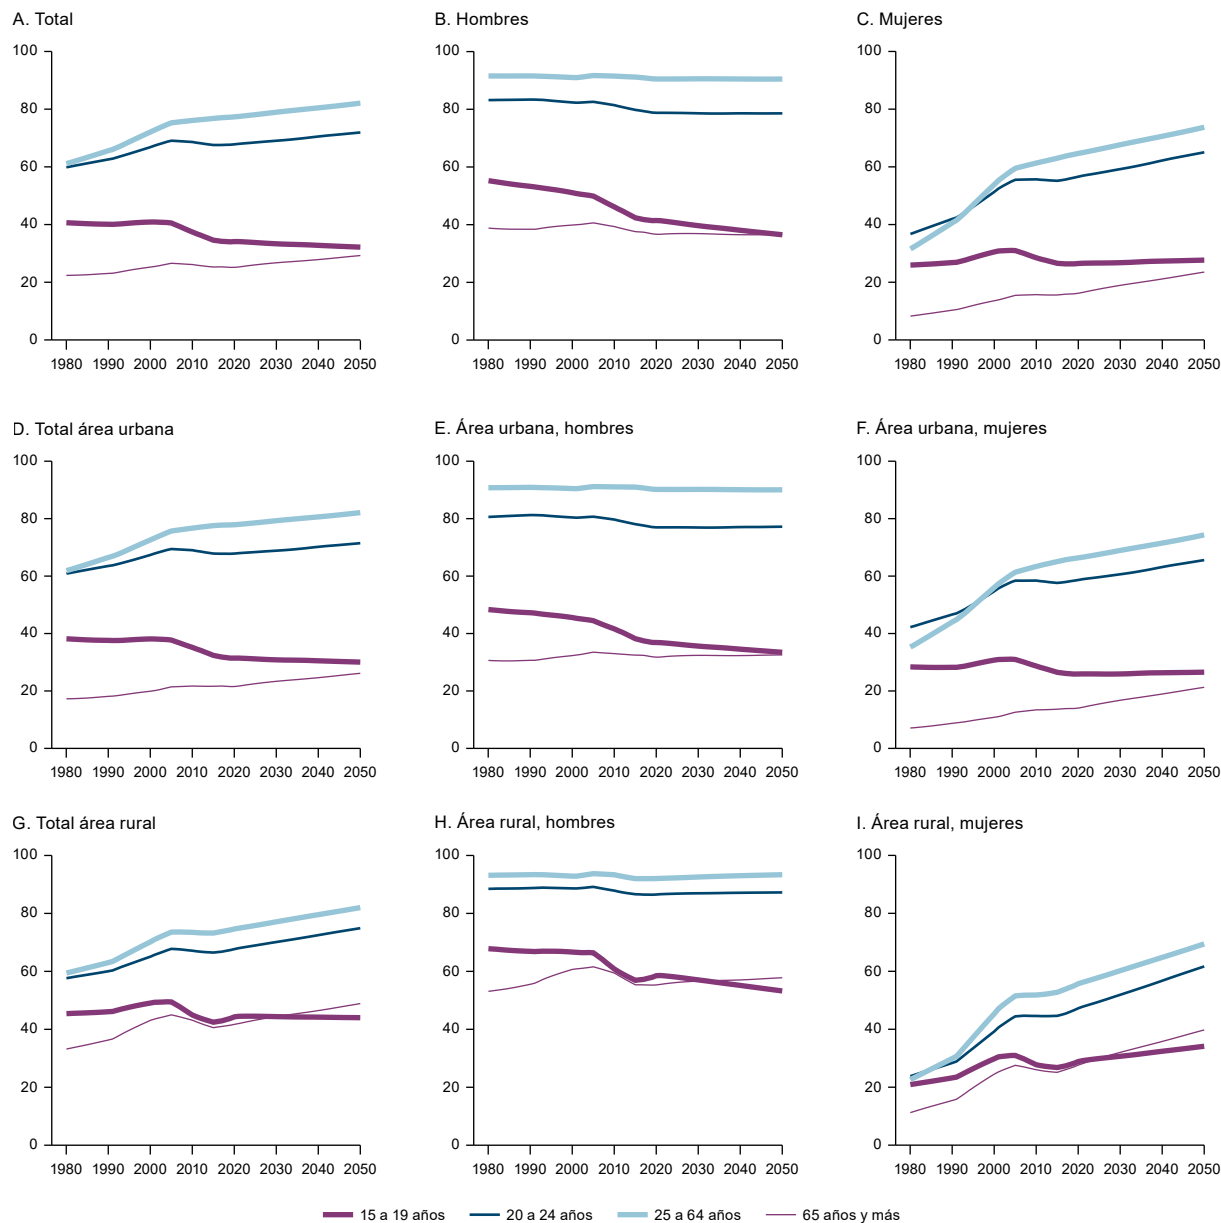 A. Total
B. Hombres
C. Mujeres
100
80
60
40
20
0
1980 1990 2000 2010 2020 2030 2040 2050
100
80
60
40
20
0
1980 1990 2000 2010 2020 2030 2040 2050
100
80
60
40
20
0
1980 1990 2000 2010 2020 2030 2040 2050
D. Total área urbana
E. Área urbana, hombres
F. Área urbana, mujeres
100
80
60
40
20
0
1980 1990 2000 2010 2020 2030 2040 2050
100
80
60
40
20
0
1980 1990 2000 2010 2020 2030 2040 2050
100
80
60
40
20
0
1980 1990 2000 2010 2020 2030 2040 2050
G. Total área rural
H. Área rural, hombres
I. Área rural, mujeres
100
80
60
40
20
0
1980 1990 2000 2010 2020 2030 2040 2050
100
80
60
40
20
0
1980 1990 2000 2010 2020 2030 2040 2050
100
80
60
40
20
0
1980 1990 2000 2010 2020 2030 2040 2050
15 a 19 años 20 a 24 años 25 a 64 años 65 años y más